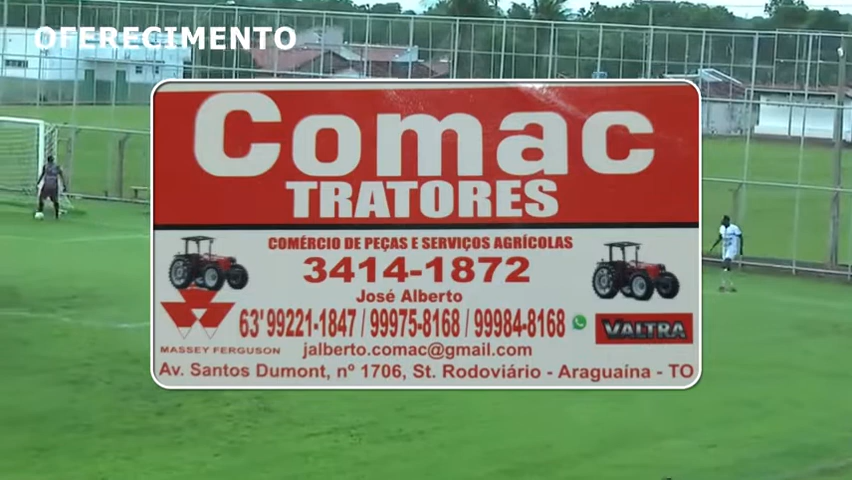 OFERECIMENTO
Comac
TRATORES
COMÉRCIO DE PEÇAS E SERVIÇOS AGRÍCOLAS
3414-1872
José Alberto
63' 99221-1847 / 99975-8168 / 99984-8168
VALTRA
MASSEY FERGUSON
jalberto.comac@gmail.com
Av. Santos Dumont, nº 1706, St. Rodoviário - Araguaína - TO